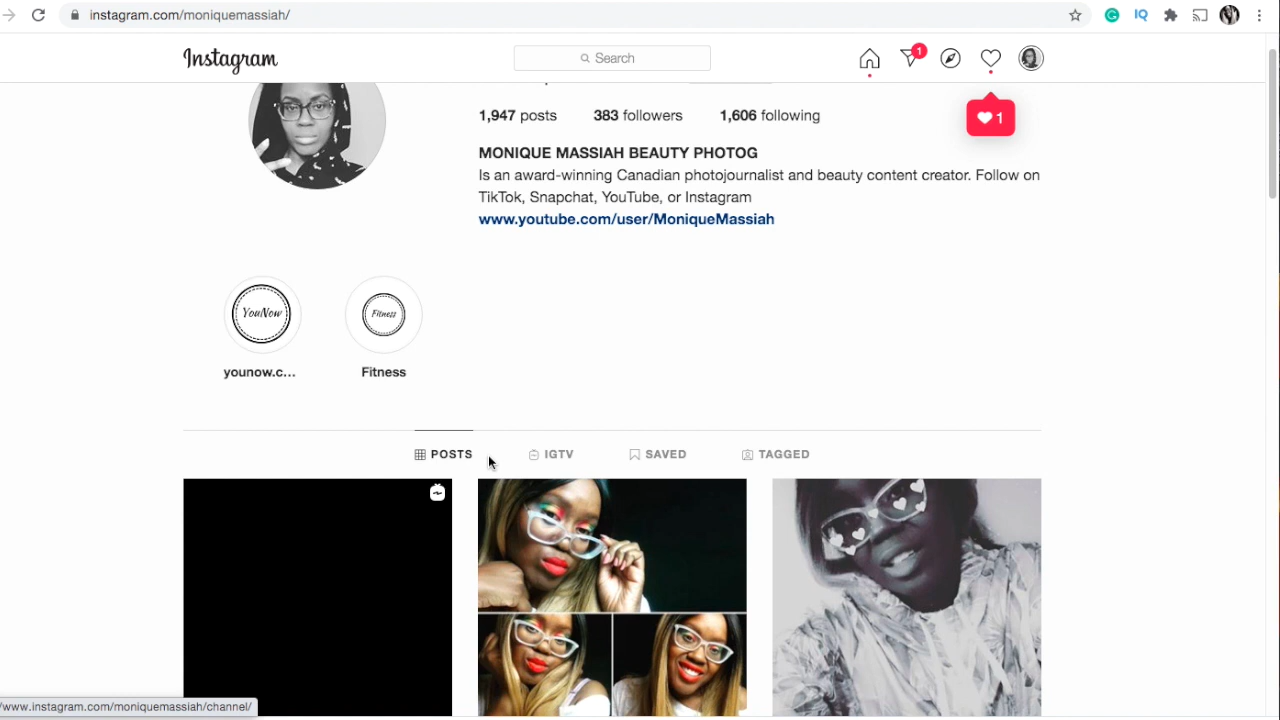 instagram.com/moniquemassiah/
IQ
Instagram
Search
1
1,947 posts 383 followers 1,606 following
1
MONIQUE MASSIAH BEAUTY PHOTOG
Is an award-winning Canadian photojournalist and beauty content creator. Follow on
TikTok, Snapchat, YouTube, or Instagram
www.youtube.com/user/MoniqueMassiah
YouNow
Fitness
younow.c...
Fitness
POSTS IGTV SAVED TAGGED
/www.instagram.com/moniquemassiah/channel/